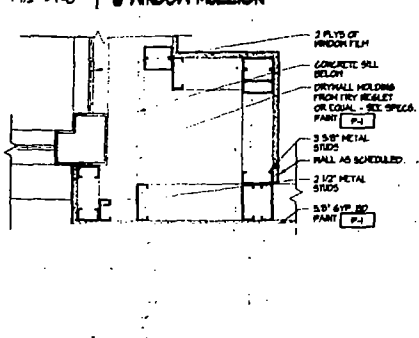 @ WINDOW MULLION
2 PLYS OF
WINDOW FILM
CONCRETE SILL
BELOW
DRYWALL MOLDING
FROM FRY REGLET
OR EQUAL - SEE SPECS.
PAINT P-1
3 5/8" METAL
STUDS
WALL AS SCHEDULED.
2 1/2" METAL
STUDS
5/8" GYP. BD
PAINT P-1